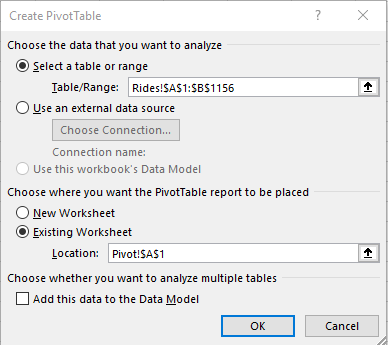 Create PivotTable ? ×
Choose the data that you want to analyze
Select a table or range
Table/Range: Rides!$A$1:$B$1156
Use an external data source
Choose Connection...
Connection name:
Use this workbook's Data Model
Choose where you want the PivotTable report to be placed
New Worksheet
Existing Worksheet
Location: Pivot!$A$1
Choose whether you want to analyze multiple tables
Add this data to the Data Model
OK Cancel